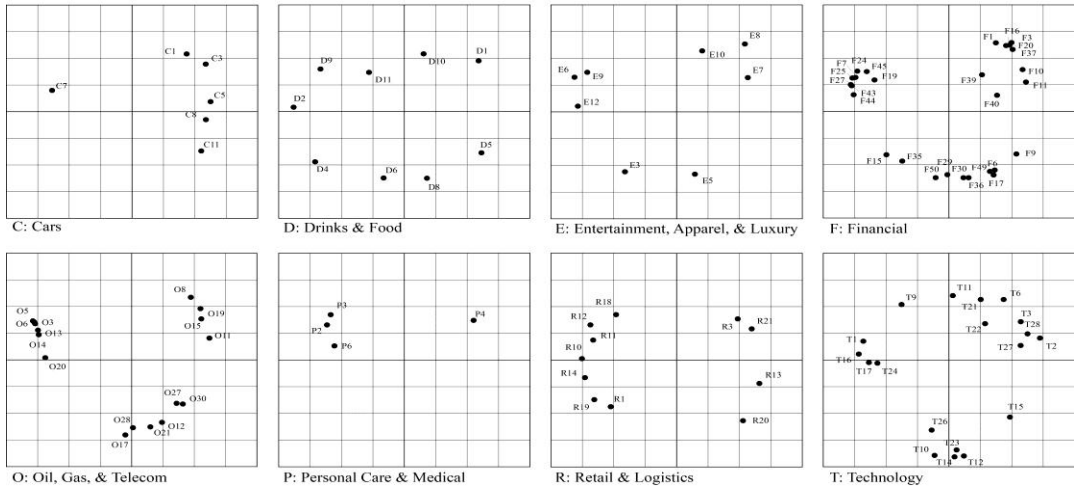 C1
C3
C7
C5
C8
C11
C: Cars
D1
D10
D9
D11
D2
D5
D4
D6
D8
D: Drinks & Food
E8
E10
E6
E9
E7
E12
E3
E5
E: Entertainment, Apparel, & Luxury
F16
F1
F3
F20
F37
F7
F24
F25
F45
F10
F27
F19
F39
F11
F43
F44
F40
F9
F15
F35
F29
F49
F6
F50
F30
F17
F36
F: Financial
O8
O5
O19
O6
O3
O15
O13
O11
O14
O20
O27
O30
O28
O12
O21
O17
O: Oil, Gas, & Telecom
P3
P4
P2
P6
P: Personal Care & Medical
R18
R12
R3
R21
R11
R10
R14
R13
R19
R1
R20
R: Retail & Logistics
T11
T9
T21
T6
T3
T22
T28
T1
T27
T2
T16
T17
T24
T15
T26
T23
T10
T14
T12
T: Technology